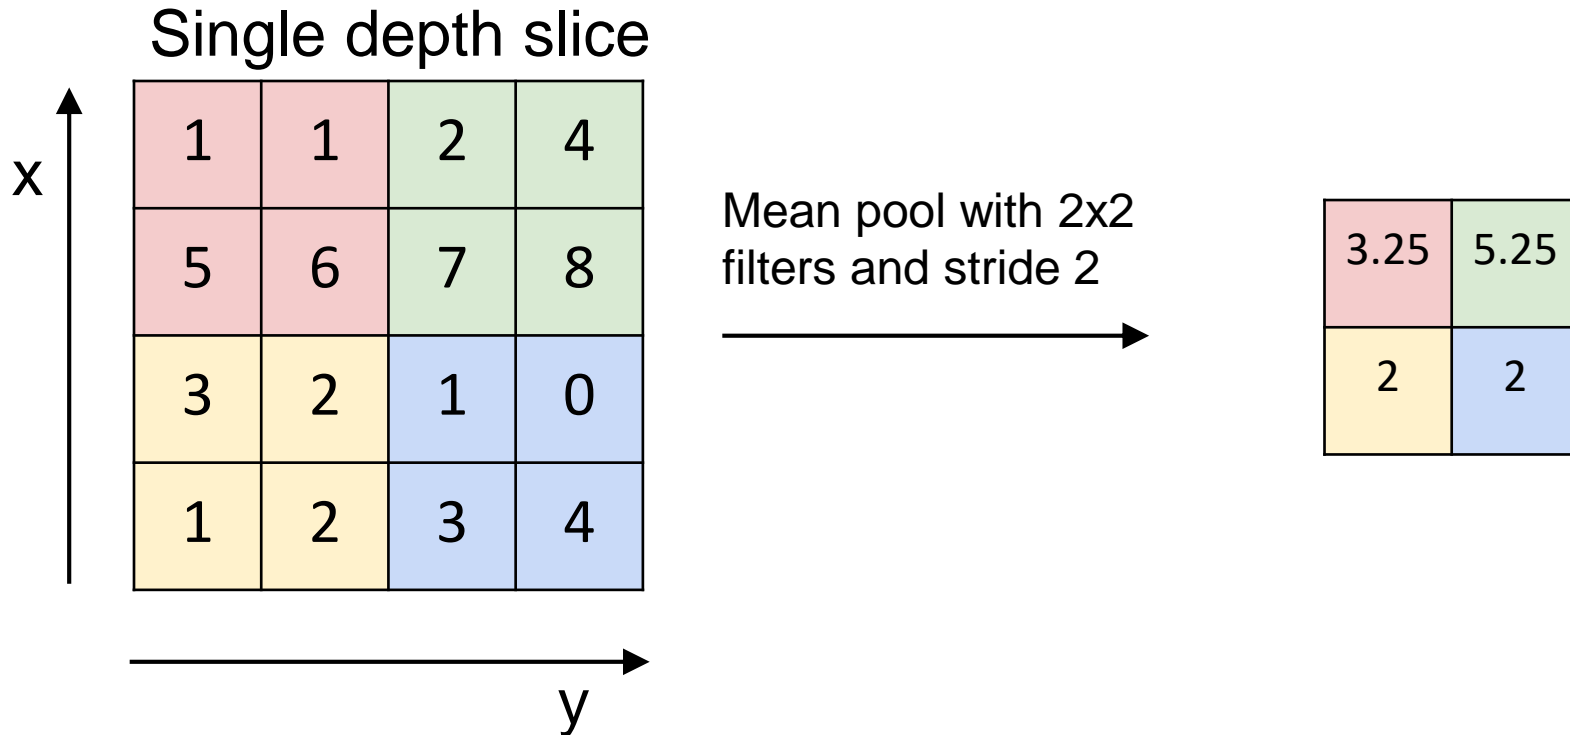 Single depth slice
x
1 1 2 4
5 6 7 8
3 2 1 0
1 2 3 4
y
Mean pool with 2x2
filters and stride 2
3.25 5.25
2 2